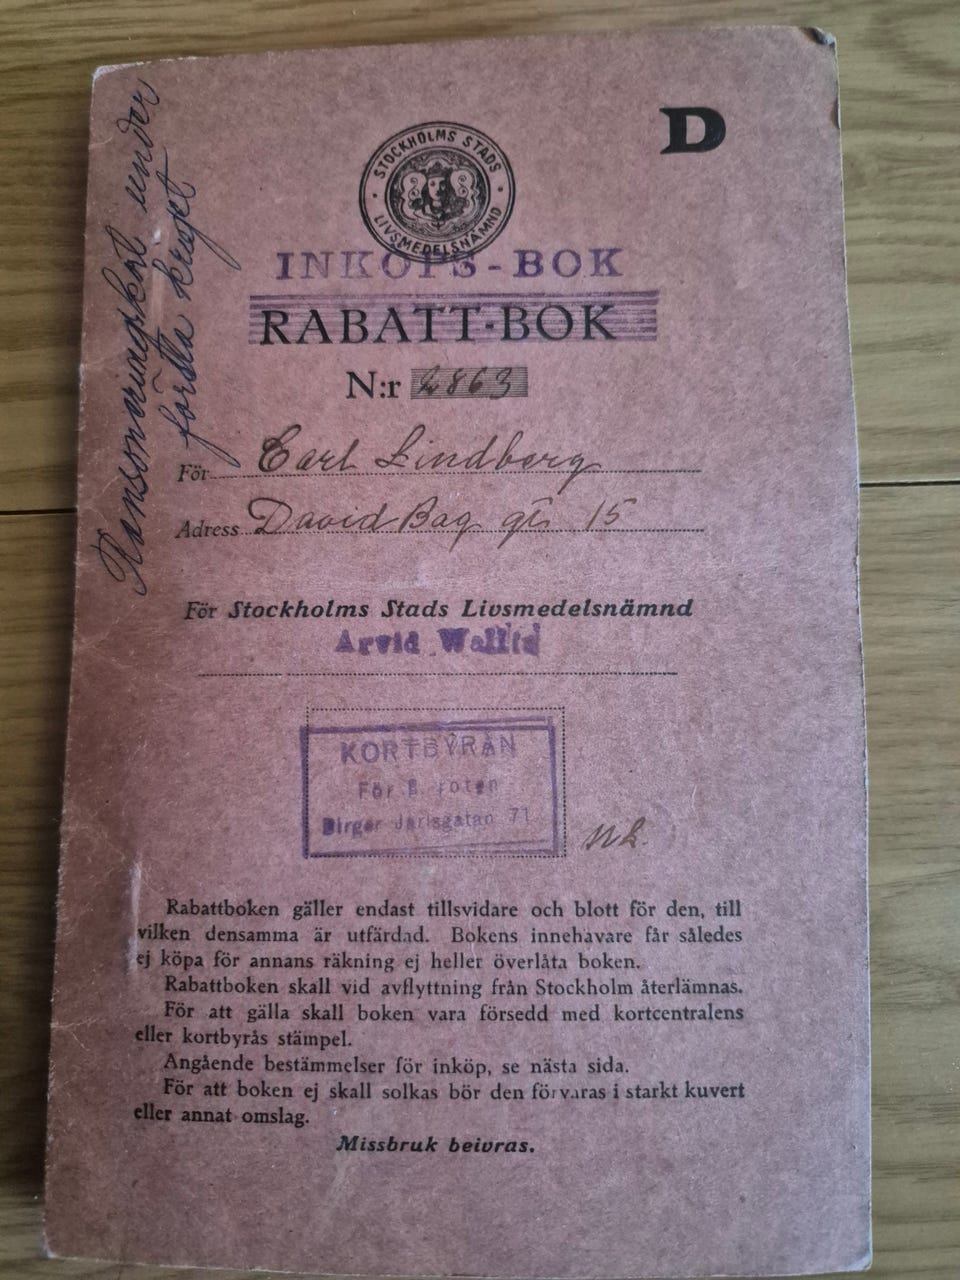 Ransoneringskort under
första kriget
D
STOCKHOLMS STADS
LIVSMEDELSNÄMND
INKÖPS-BOK
RABATT-BOK
N:r 2863
För Carl Lindberg
Adress David Bag gt 15
För Stockholms Stads Livsmedelsnämnd
Arvid Wallin
KORTBYRÅN
För roten
Birger Jarlsgatan 71
Rabattboken gäller endast tillsvidare och blott för den, till
vilken densamma är utfärdad. Bokens innehavare får således
ej köpa för annans räkning ej heller överlåta boken.
Rabattboken skall vid avflyttning från Stockholm återlämnas.
För att gälla skall boken vara försedd med kortcentralens
eller kortbyrås stämpel.
Angående bestämmelser för inköp, se nästa sida.
För att boken ej skall solkas bör den förvaras i starkt kuvert
eller annat omslag.
Missbruk beivras.